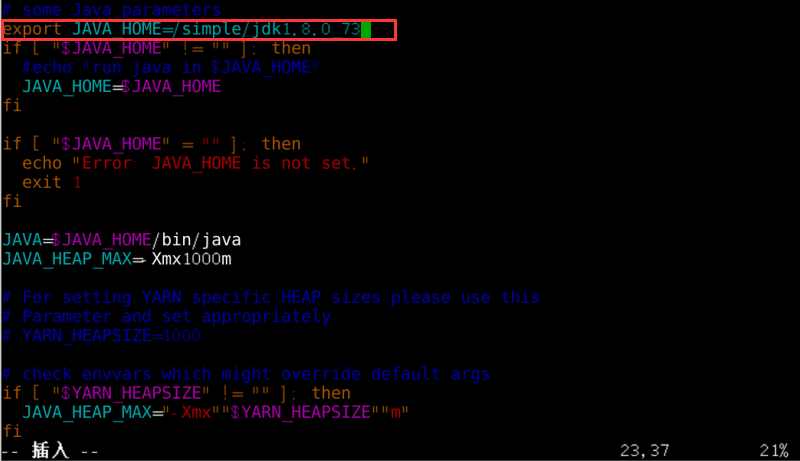 # some Java parameters
export JAVA_HOME=/simple/jdk1.8.0_73
if [ "$JAVA_HOME" != "" ]; then
  #echo "run java in $JAVA_HOME"
  JAVA_HOME=$JAVA_HOME
fi

if [ "$JAVA_HOME" = "" ]; then
  echo "Error: JAVA_HOME is not set."
  exit 1
fi

JAVA=$JAVA_HOME/bin/java
JAVA_HEAP_MAX=-Xmx1000m

# For setting YARN specific HEAP sizes please use this
# Parameter and set appropriately
# YARN_HEAPSIZE=1000

# check envvars which might override default args
if [ "$YARN_HEAPSIZE" != "" ]; then
  JAVA_HEAP_MAX="-Xmx""$YARN_HEAPSIZE""m"
fi
-- 插入 -- 23,37 21%